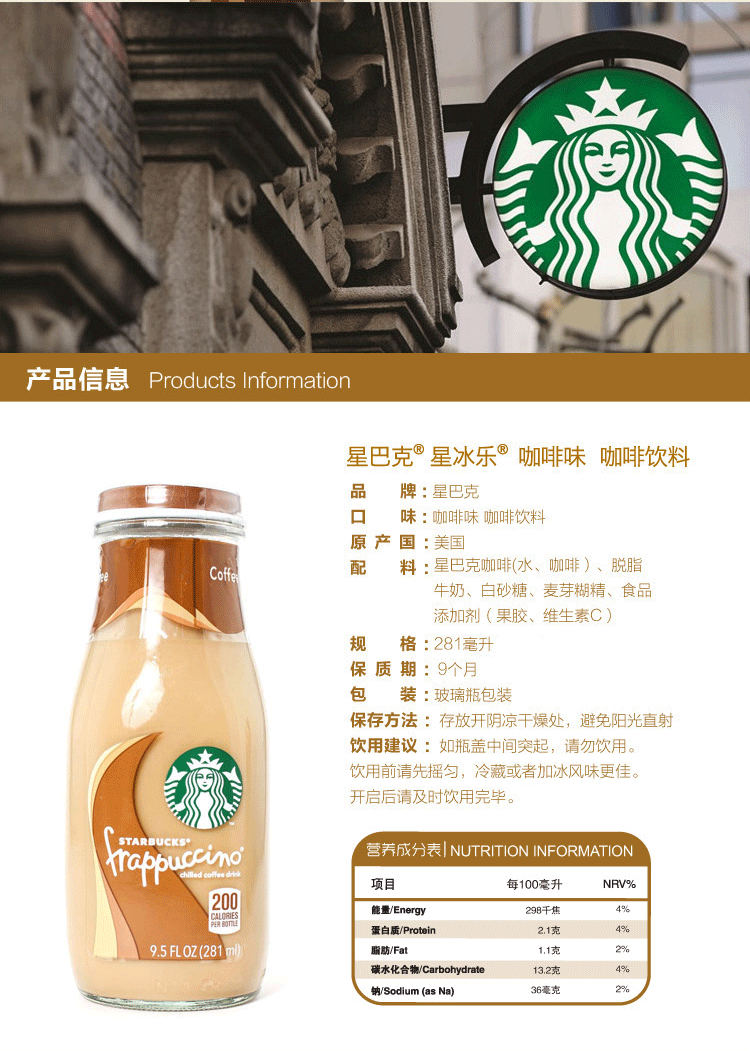 产品信息 Products Information
星巴克® 星冰乐® 咖啡味 咖啡饮料
品 牌：星巴克
口 味：咖啡味 咖啡饮料
原 产 国：美国
配 料：星巴克咖啡(水、咖啡）、脱脂
牛奶、白砂糖、麦芽糊精、食品
添加剂（果胶、维生素C）
规 格：281毫升
保 质 期：9个月
包 装：玻璃瓶包装
保存方法：存放开阴凉干燥处，避免阳光直射
饮用建议：如瓶盖中间突起，请勿饮用。
饮用前请先摇匀，冷藏或者加冰风味更佳。
开启后请及时饮用完毕。
营养成分表 NUTRITION INFORMATION
项目 每100毫升 NRV%
能量/Energy 298千焦 4%
蛋白质/Protein 2.1克 4%
脂肪/Fat 1.1克 2%
碳水化合物/Carbohydrate 13.2克 4%
钠/Sodium (as Na) 36毫克 2%
ee Coffe
STARBUCKS®
frappuccino®
chilled coffee drink
200
CALORIES
PER BOTTLE
9.5 FL OZ (281 ml)